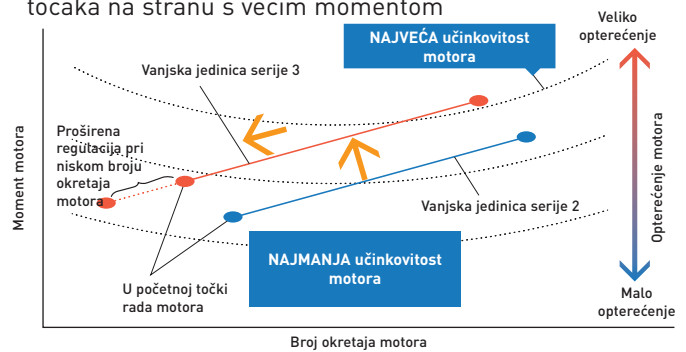 točaka na stranu s većim momentom
Veliko
opterećenje
NAJVEĆA učinkovitost
motora
Vanjska jedinica serije 3
Proširena
regulacija pri
niskom broju
okretaja
motora
Moment motora
Vanjska jedinica serije 2
Opterećenje motora
NAJMANJA učinkovitost
motora
U početnoj točki
rada motora
Malo
opterećenje
Broj okretaja motora